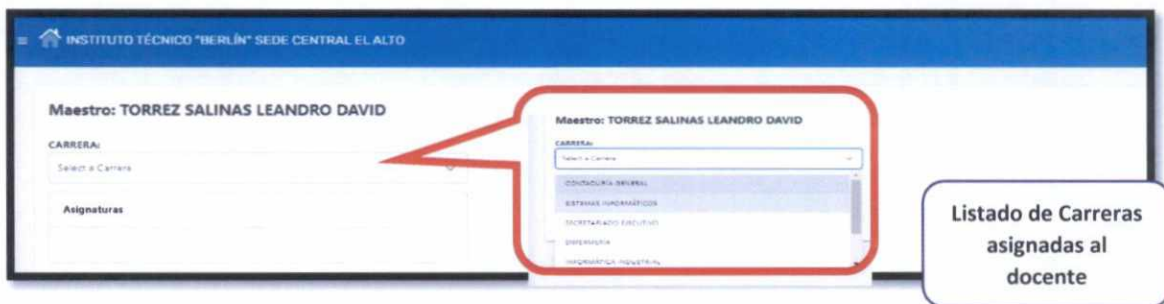 INSTITUTO TÉCNICO "BERLÍN" SEDE CENTRAL EL ALTO
Maestro: TORREZ SALINAS LEANDRO DAVID
CARRERA:
Select a Carrera
Asignaturas
Maestro: TORREZ SALINAS LEANDRO DAVID
CARRERA:
Select a Carrera
CONTADURÍA GENERAL
SISTEMAS INFORMÁTICOS
SECRETARIADO EJECUTIVO
ENFERMERÍA
INFORMÁTICA INDUSTRIAL
Listado de Carreras
asignadas al
docente